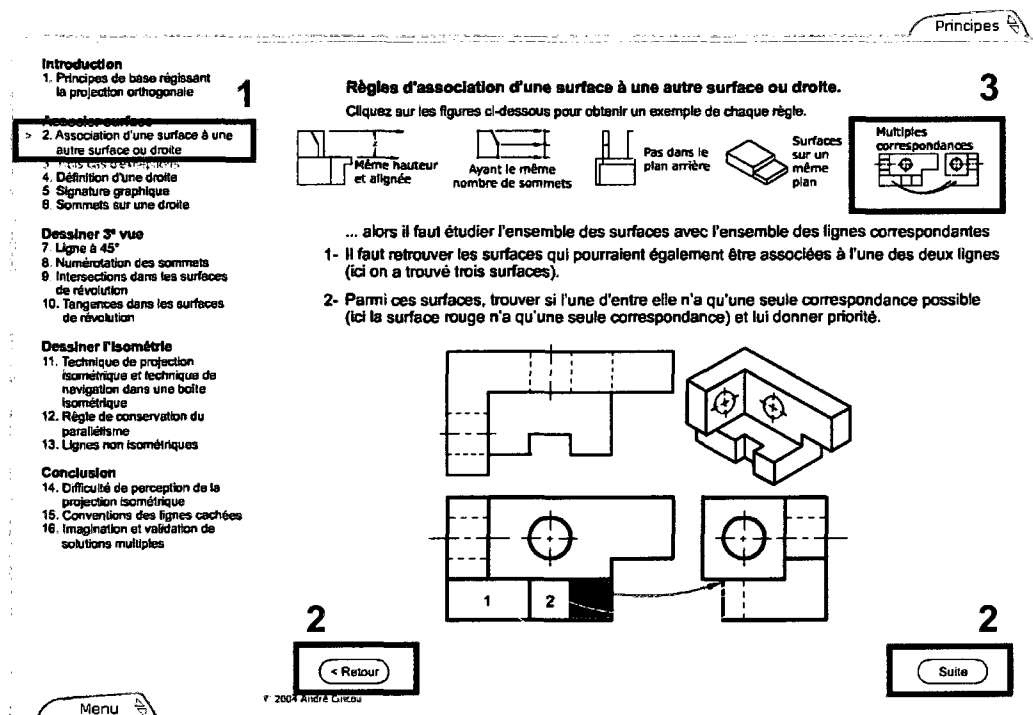 Principes
Introduction
1. Principes de base régissant
la projection orthogonale
1
Associer surface
> 2. Association d'une surface à une
autre surface ou droite
4. Définition d'une droite
5 Signature graphique
6. Sommets sur une droite
Dessiner 3ᵉ vue
7. Ligne à 45°
8. Numérotation des sommets
9. Intersections dans les surfaces
de révolution
10. Tangences dans les surfaces
de révolution
Dessiner l'isométrie
11. Technique de projection
isométrique et technique de
navigation dans une boîte
isométrique
12. Règle de conservation du
parallélisme
13. Lignes non isométriques
Conclusion
14. Difficulté de perception de la
projection isométrique
15. Conventions des lignes cachées
16. Imagination et validation de
solutions multiples
Menu
Règles d'association d'une surface à une autre surface ou droite.
3
Cliquez sur les figures ci-dessous pour obtenir un exemple de chaque règle.
Même hauteur
et alignée
Ayant le même
nombre de sommets
Pas dans le
plan arrière
Surfaces
sur un
même
plan
Multiples
correspondances
... alors il faut étudier l'ensemble des surfaces avec l'ensemble des lignes correspondantes
1- Il faut retrouver les surfaces qui pourraient également être associées à l'une des deux lignes
(ici on a trouvé trois surfaces).
2- Parmi ces surfaces, trouver si l'une d'entre elle n'a qu'une seule correspondance possible
(ici la surface rouge n'a qu'une seule correspondance) et lui donner priorité.
1
2
2
2
< Retour
Suite
2004 André